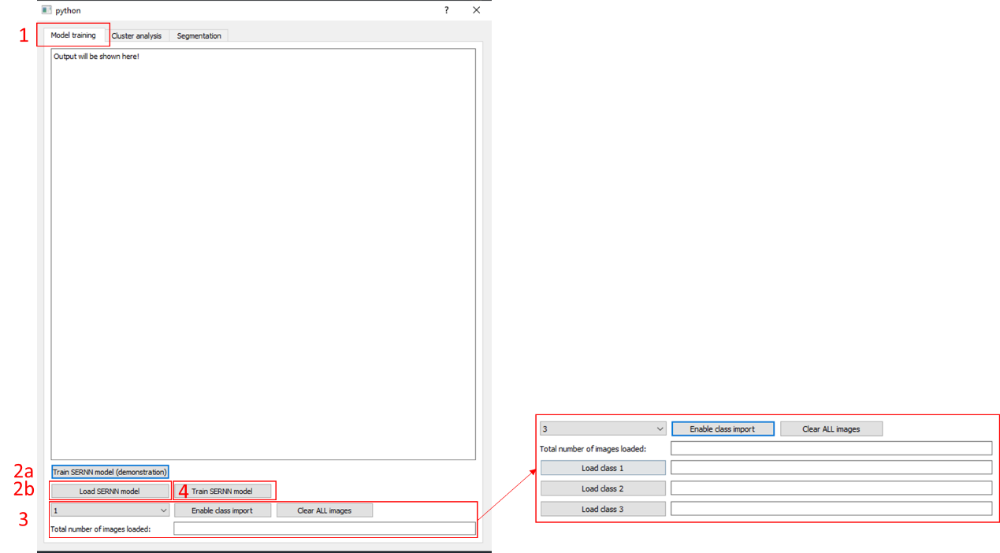 python ?
1 Model training Cluster analysis Segmentation
Output will be shown here!
2a Train SERNN model (demonstration)
2b Load SERNN model 4 Train SERNN model
3 1 Enable class import Clear ALL images
Total number of images loaded:
3 Enable class import Clear ALL images
Total number of images loaded:
Load class 1
Load class 2
Load class 3